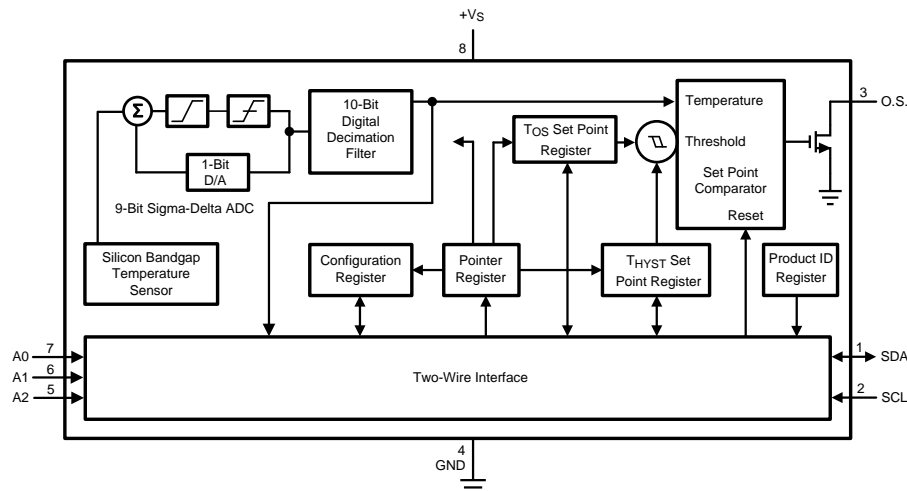 +VS
8
10-Bit
Digital
Decimation
Filter
Σ
1-Bit
D/A
9-Bit Sigma-Delta ADC
TOS Set Point
Register
Temperature
Threshold
Set Point
Comparator
Reset
3
O.S.
Silicon Bandgap
Temperature
Sensor
Configuration
Register
Pointer
Register
THYST Set
Point Register
Product ID
Register
A0
7
A1
6
A2
5
Two-Wire Interface
1
SDA
2
SCL
4
GND